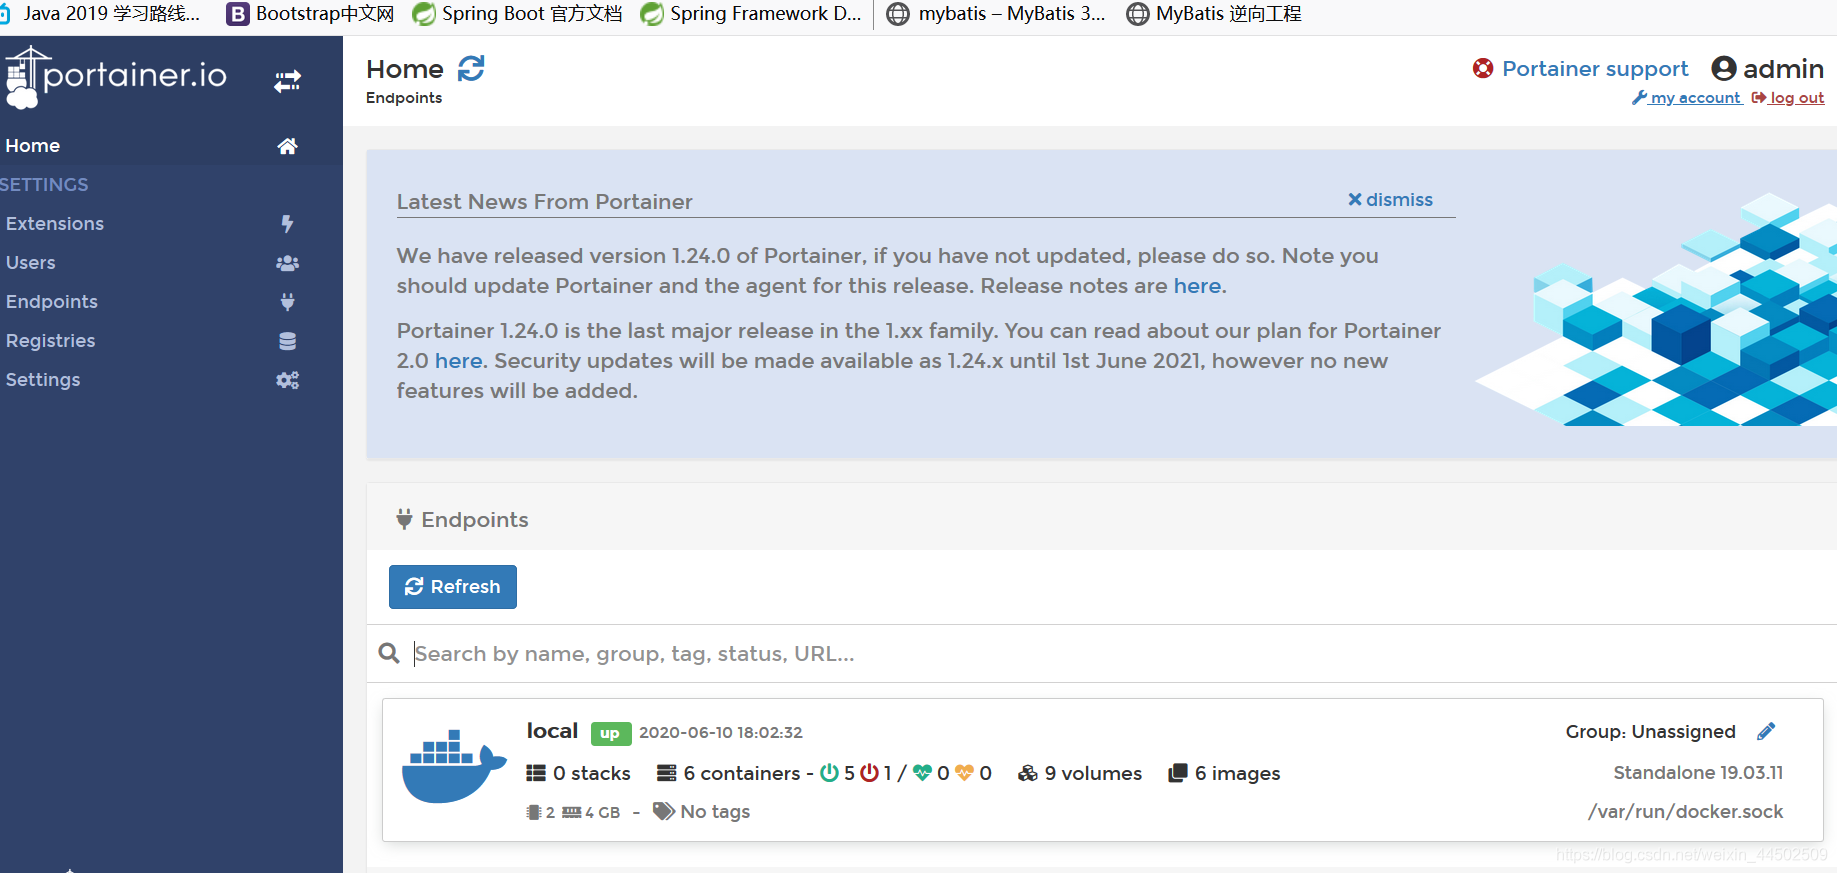 Java 2019 学习路线... Bootstrap中文网 Spring Boot 官方文档 Spring Framework D... mybatis – MyBatis 3... MyBatis 逆向工程
portainer.io
Home
SETTINGS
Extensions
Users
Endpoints
Registries
Settings
Home
Endpoints
Portainer support admin
my account log out
Latest News From Portainer dismiss
We have released version 1.24.0 of Portainer, if you have not updated, please do so. Note you
should update Portainer and the agent for this release. Release notes are here.
Portainer 1.24.0 is the last major release in the 1.xx family. You can read about our plan for Portainer
2.0 here. Security updates will be made available as 1.24.x until 1st June 2021, however no new
features will be added.
Endpoints
Refresh
Search by name, group, tag, status, URL...
local up 2020-06-10 18:02:32 Group: Unassigned
0 stacks 6 containers - 5 1 / 0 0 9 volumes 6 images Standalone 19.03.11
2 4 GB - No tags /var/run/docker.sock
https://blog.csdn.net/weixin_44502509